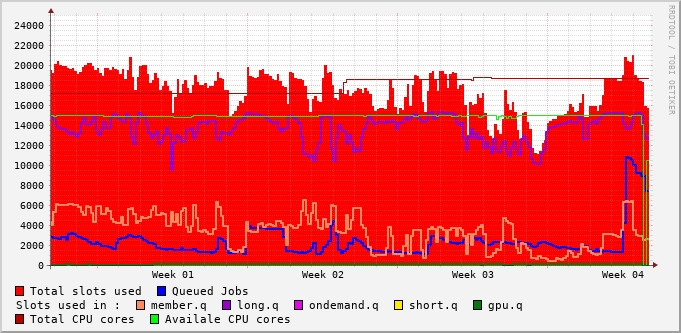 RRDTOOL / TOBI OETIKER
24000
22000
20000
18000
16000
14000
12000
10000
8000
6000
4000
2000
0
Week 01 Week 02 Week 03 Week 04
Total slots used Queued Jobs
Slots used in : member.q long.q ondemand.q short.q gpu.q
Total CPU cores Availale CPU cores